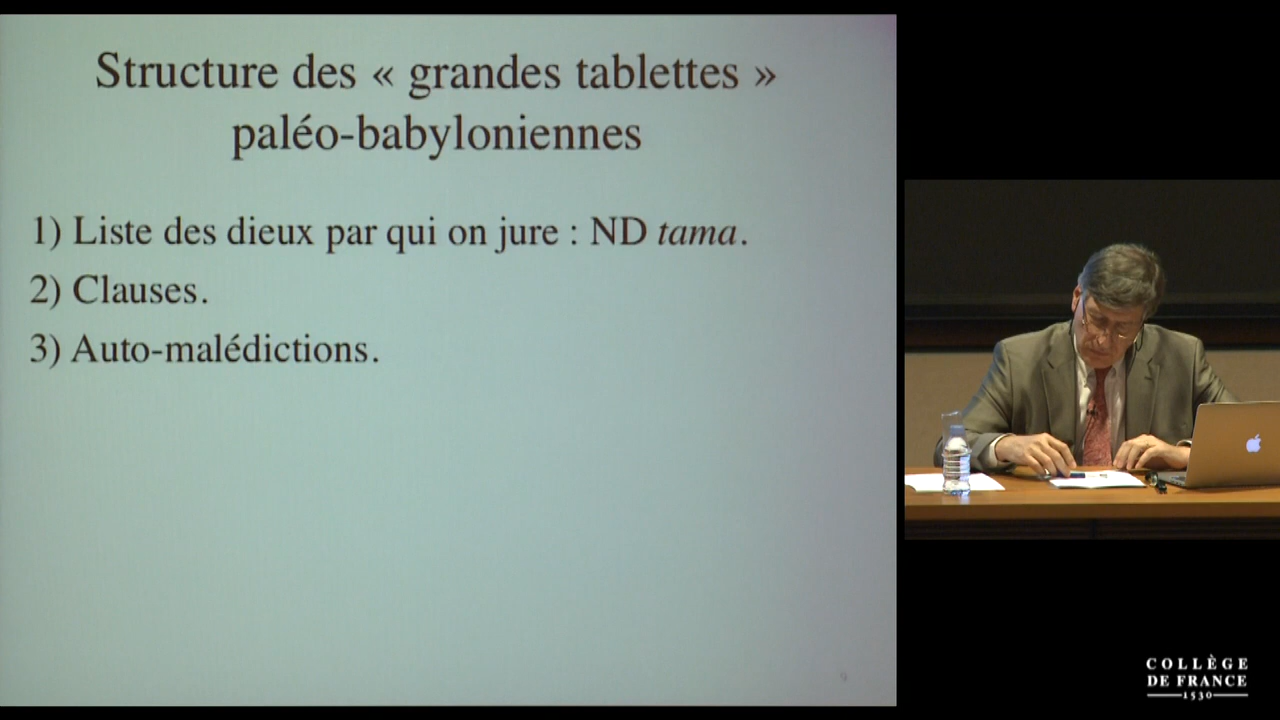 Structure des « grandes tablettes »
paléo-babyloniennes
1) Liste des dieux par qui on jure : ND tama.
2) Clauses.
3) Auto-malédictions.
COLLÈGE
DE FRANCE
1530